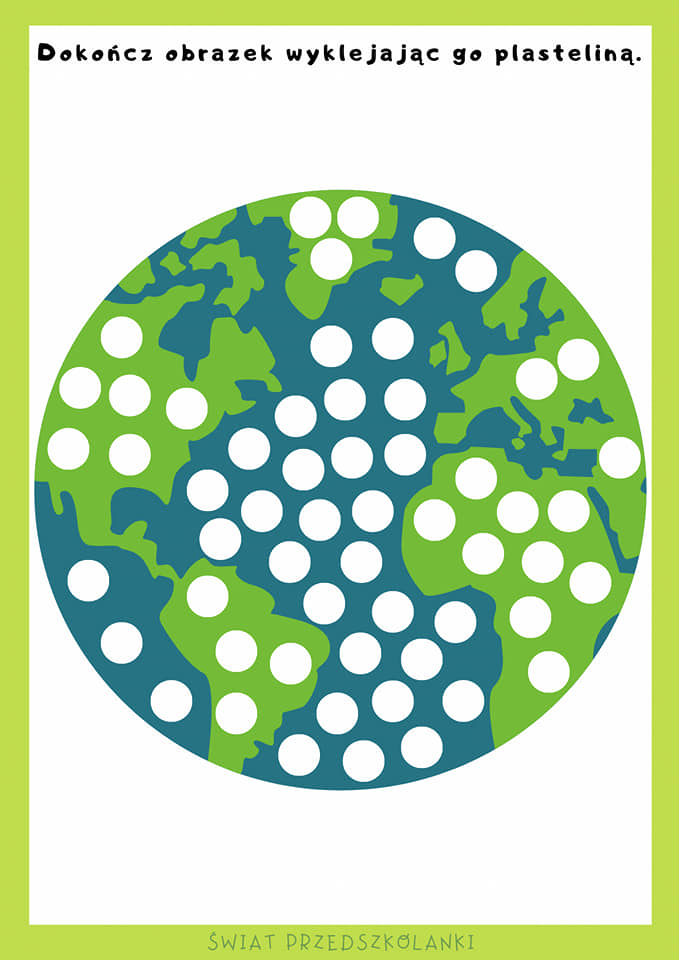 Dokończ obrazek wyklejając go plasteliną.
ŚWIAT PRZEDSZKOLANKI